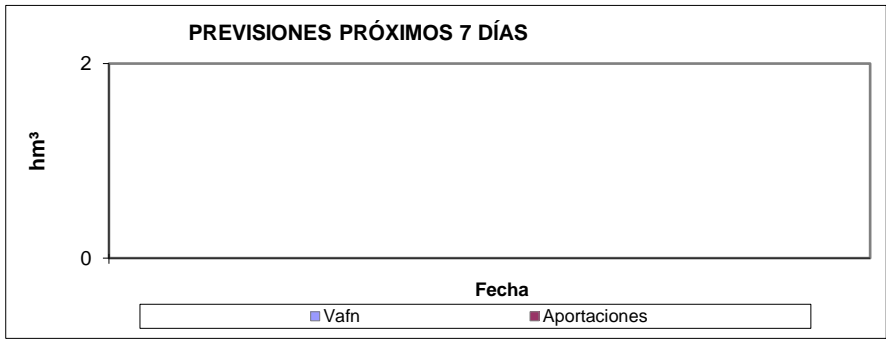 PREVISIONES PRÓXIMOS 7 DÍAS
2
hm³
0
Fecha
Vafn Aportaciones